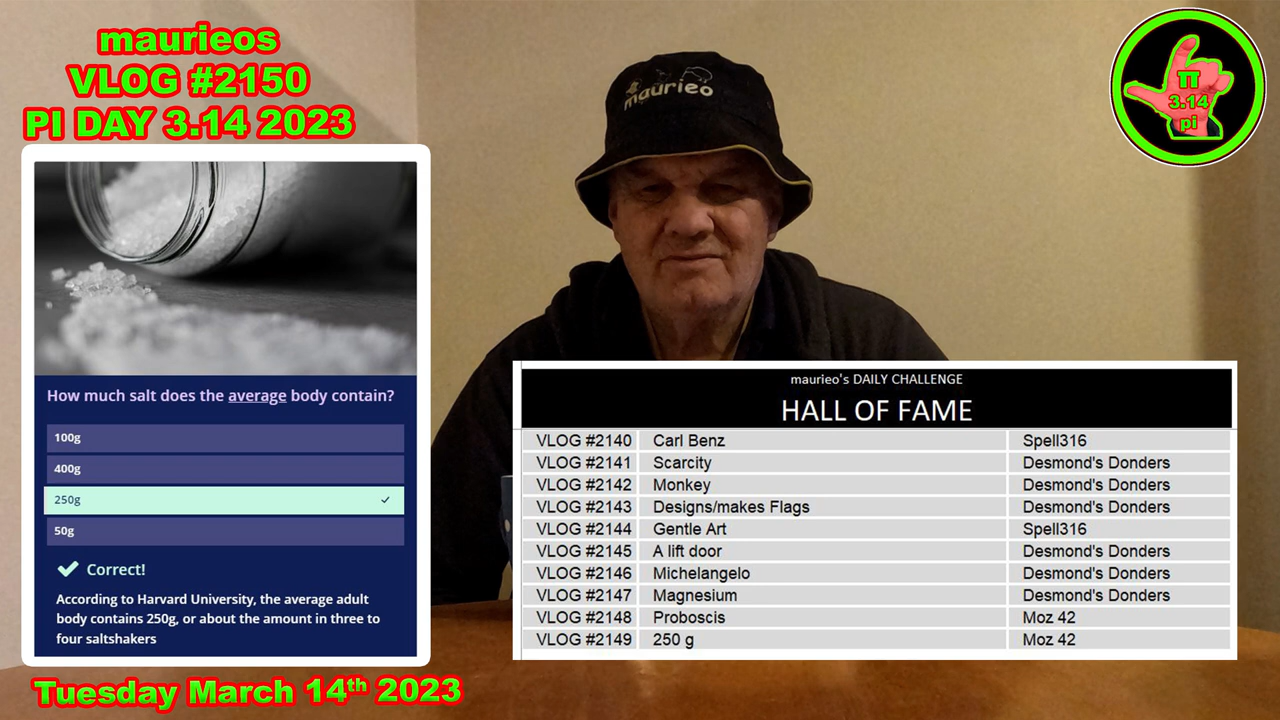 maurieos
VLOG #2150
PI DAY 3.14 2023
maurieo
π
3.14
pi
How much salt does the average body contain?
100g
400g
250g
50g
Correct!
According to Harvard University, the average adult
body contains 250g, or about the amount in three to
four saltshakers
maurieo's DAILY CHALLENGE
HALL OF FAME
VLOG #2140 Carl Benz Spell316
VLOG #2141 Scarcity Desmond's Donders
VLOG #2142 Monkey Desmond's Donders
VLOG #2143 Designs/makes Flags Desmond's Donders
VLOG #2144 Gentle Art Spell316
VLOG #2145 A lift door Desmond's Donders
VLOG #2146 Michelangelo Desmond's Donders
VLOG #2147 Magnesium Desmond's Donders
VLOG #2148 Proboscis Moz 42
VLOG #2149 250 g Moz 42
Tuesday March 14th 2023